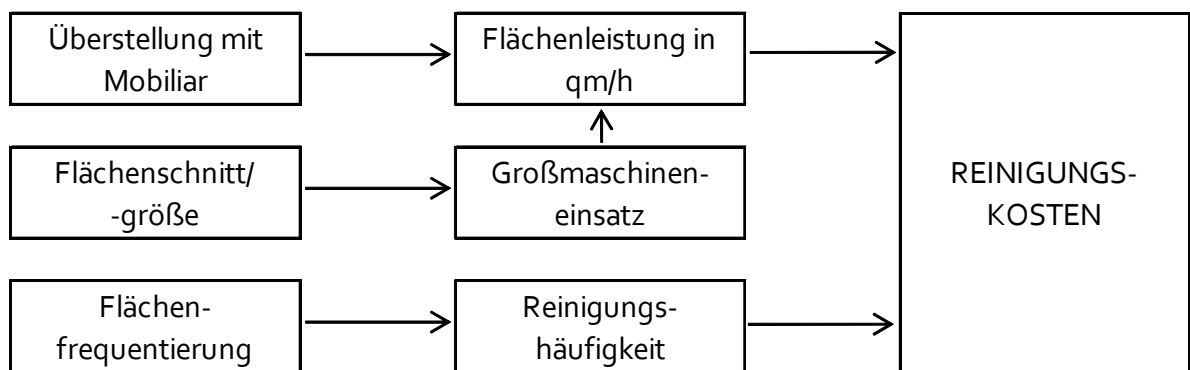 Überstellung mit
Mobiliar
Flächenleistung in
qm/h
Flächenschnitt/
-größe
Großmaschinen-
einsatz
REINIGUNGS-
KOSTEN
Flächen-
frequentierung
Reinigungs-
häufigkeit